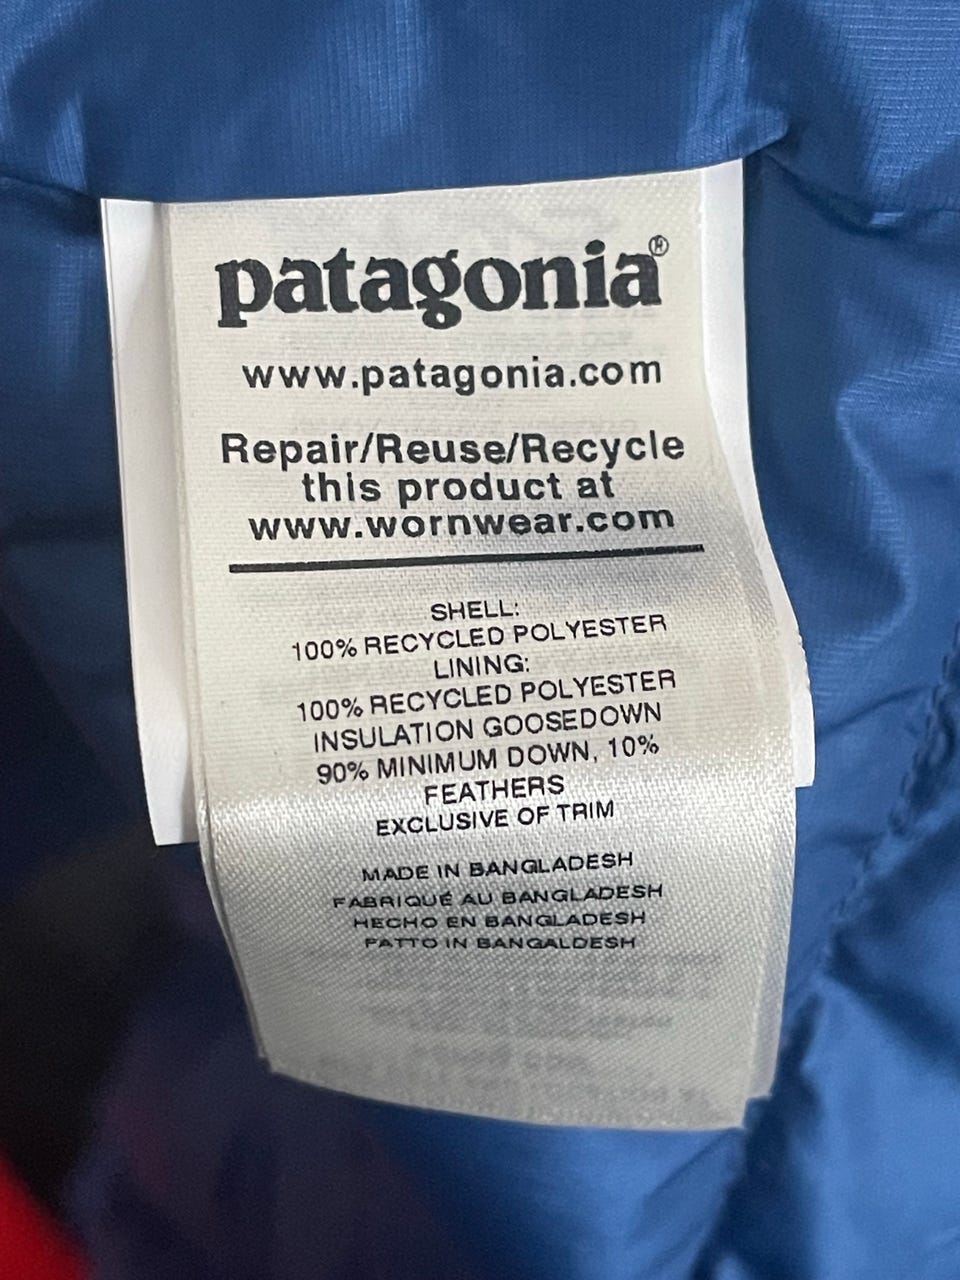 patagonia®
www.patagonia.com
Repair/Reuse/Recycle
this product at
www.wornwear.com
SHELL:
100% RECYCLED POLYESTER
LINING:
100% RECYCLED POLYESTER
INSULATION GOOSEDOWN
90% MINIMUM DOWN, 10%
FEATHERS
EXCLUSIVE OF TRIM
MADE IN BANGLADESH
FABRIQUÉ AU BANGLADESH
HECHO EN BANGLADESH
FATTO IN BANGALDESH